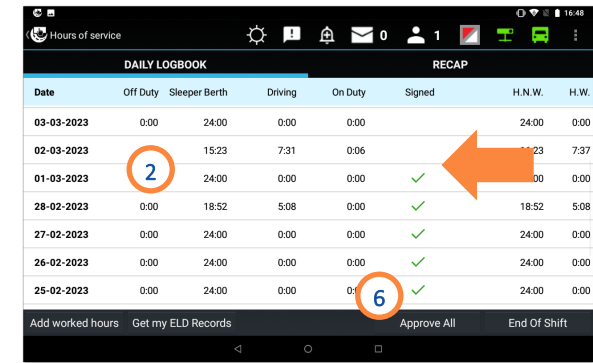 16:48
Hours of service 0 1
DAILY LOGBOOK RECAP
Date Off Duty Sleeper Berth Driving On Duty Signed H.N.W. H.W.
03-03-2023 0:00 24:00 0:00 0:00 24:00 0:00
02-03-2023 15:23 7:31 0:06 :23 7:37
01-03-2023 24:00 0:00 0:00 :00 0:00
2
28-02-2023 0:00 18:52 5:08 0:00 18:52 5:08
27-02-2023 0:00 24:00 0:00 0:00 24:00 0:00
26-02-2023 0:00 24:00 0:00 0:00 24:00 0:00
25-02-2023 0:00 24:00 0:00 24:00 0:00
6
Add worked hours Get my ELD Records Approve All End Of Shift